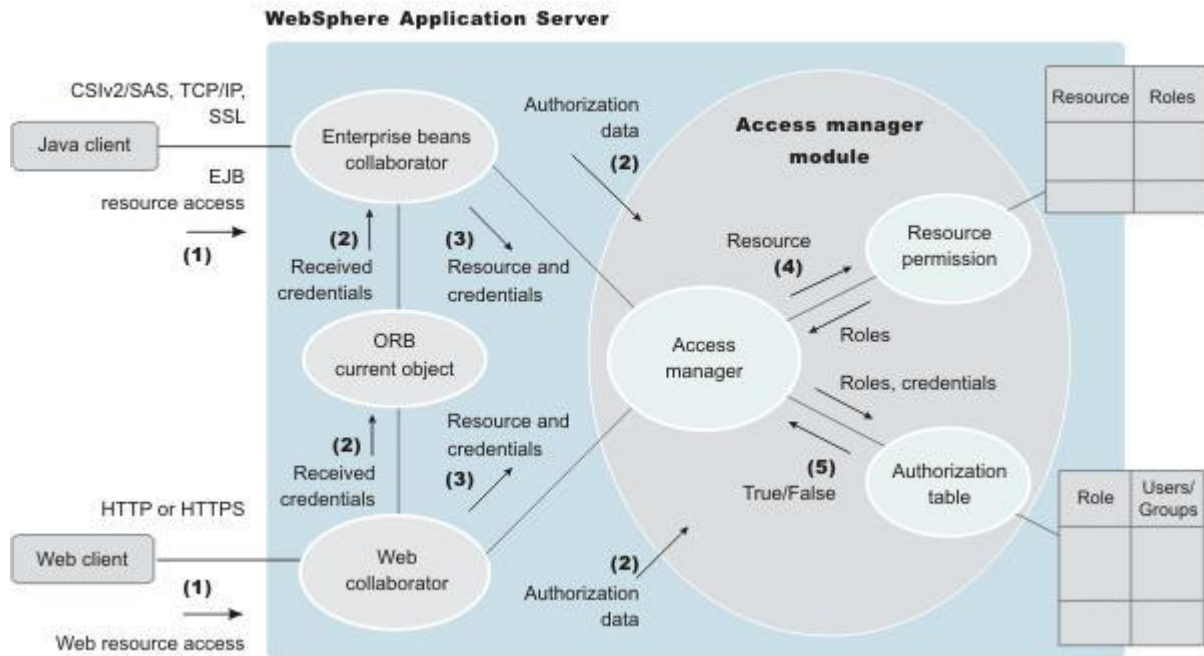 WebSphere Application Server
CSIv2/SAS, TCP/IP,
SSL
Java client
EJB
resource access
(1)
Enterprise beans
collaborator
(2)
Received
credentials
(3)
Resource and
credentials
ORB
current object
(2)
Received
credentials
Resource and
credentials
(3)
HTTP or HTTPS
Web client
(1)
Web resource access
Web
collaborator
Authorization
data
(2)
Access manager
module
Resource
(4)
Resource
permission
Roles
Access
manager
Roles, credentials
(5)
True/False
Authorization
table
(2)
Authorization
data
Resource Roles
Role Users/
Groups